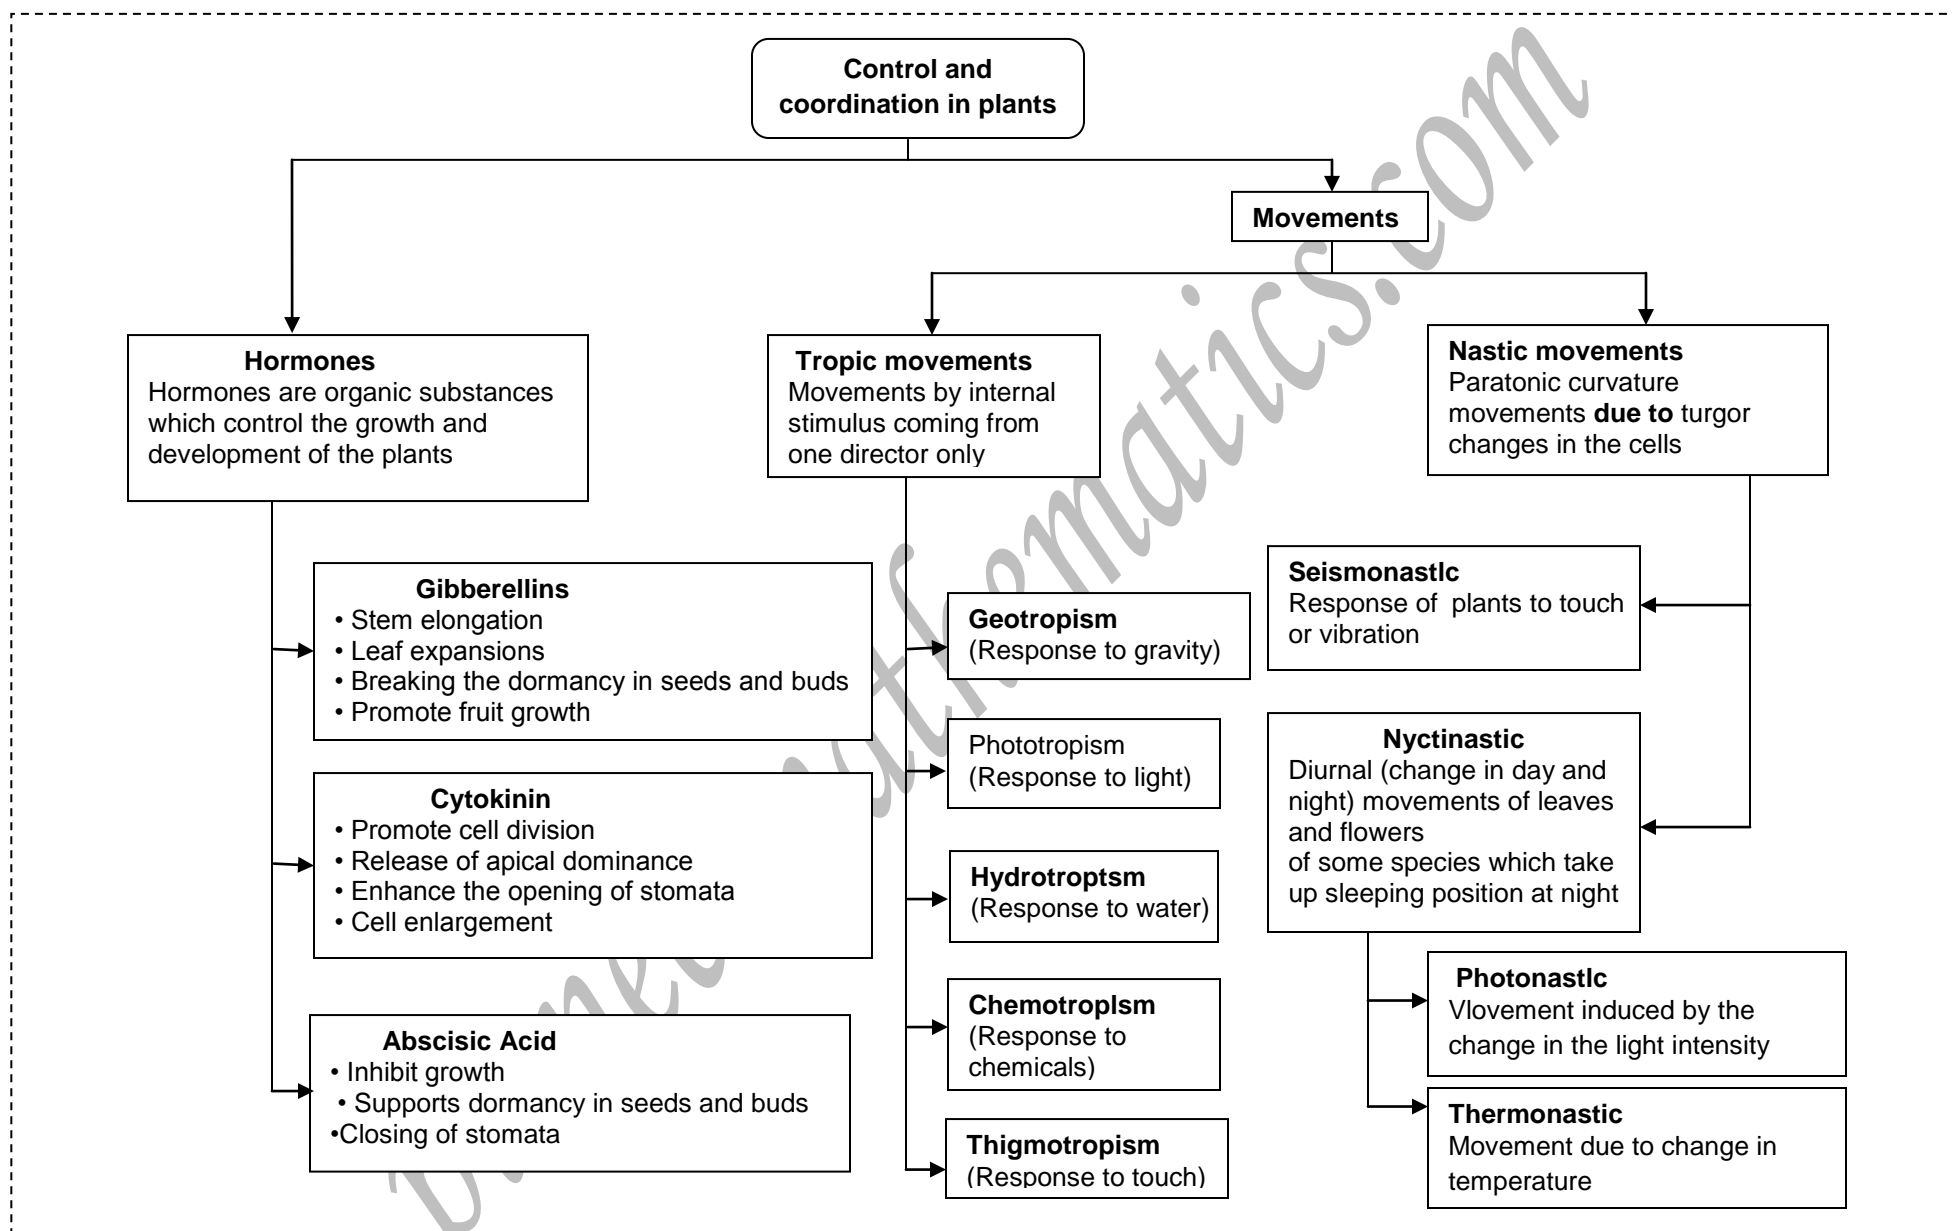 Control and
coordination in plants
Movements
Hormones
Hormones are organic substances
which control the growth and
development of the plants
Tropic movements
Movements by internal
stimulus coming from
one director only
Nastic movements
Paratonic curvature
movements due to turgor
changes in the cells
Gibberellins
• Stem elongation
• Leaf expansions
• Breaking the dormancy in seeds and buds
• Promote fruit growth
Cytokinin
• Promote cell division
• Release of apical dominance
• Enhance the opening of stomata
• Cell enlargement
Abscisic Acid
• Inhibit growth
• Supports dormancy in seeds and buds
•Closing of stomata
Geotropism
(Response to gravity)
Phototropism
(Response to light)
Hydrotroptsm
(Response to water)
Chemotroplsm
(Response to
chemicals)
Thigmotropism
(Response to touch)
Seismonastlc
Response of plants to touch
or vibration
Nyctinastic
Diurnal (change in day and
night) movements of leaves
and flowers
of some species which take
up sleeping position at night
Photonastlc
Vlovement induced by the
change in the light intensity
Thermonastic
Movement due to change in
temperature